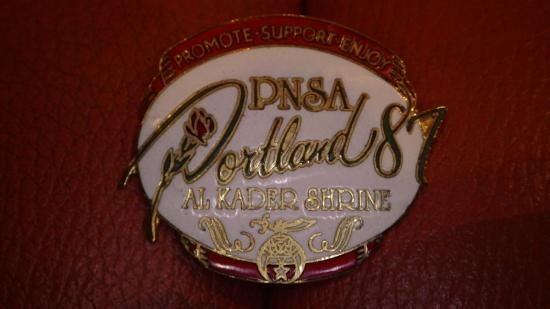 PROMOTE · SUPPORT · ENJOY
PNSA
Portland 87
AL KADER SHRINE